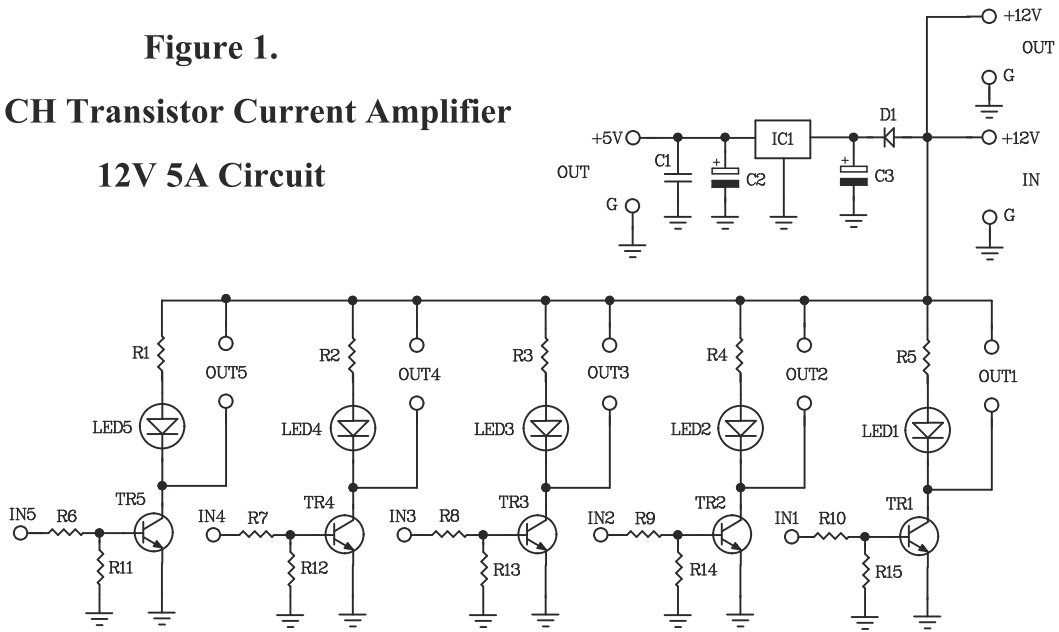 Figure 1.
CH Transistor Current Amplifier
12V 5A Circuit
+12V
OUT
G
D1
+5V
IC1
+12V
OUT
C1
+
C2
+
C3
IN
G
G
R1
R2
R3
R4
R5
OUT5
OUT4
OUT3
OUT2
OUT1
LED5
LED4
LED3
LED2
LED1
TR5
TR4
TR3
TR2
TR1
IN5
R6
IN4
R7
IN3
R8
IN2
R9
IN1
R10
R11
R12
R13
R14
R15